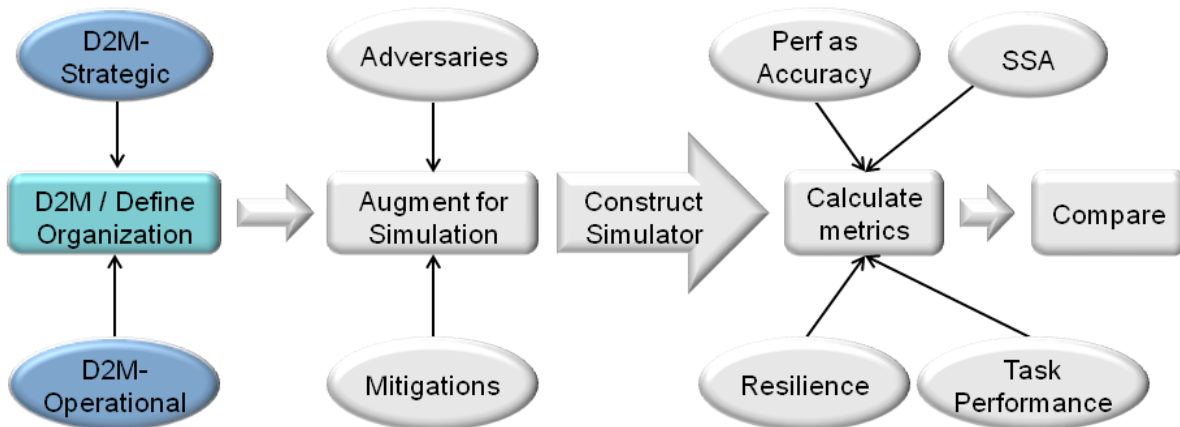 D2M-
Strategic
Adversaries
Perf as
Accuracy
SSA
D2M / Define
Organization
Augment for
Simulation
Construct
Simulator
Calculate
metrics
Compare
D2M-
Operational
Mitigations
Resilience
Task
Performance